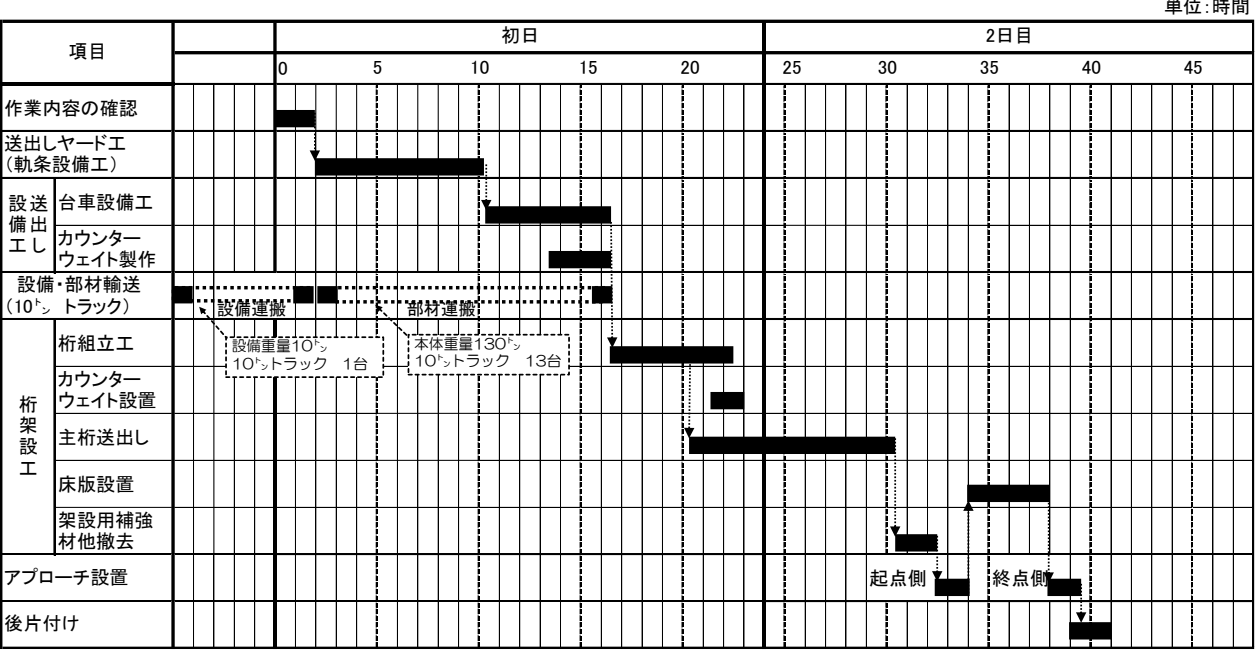 単位：時間
項目
初日
2日目
0 5 10 15 20 25 30 35 40 45
作業内容の確認
送出しヤード工
（軌条設備工）
送出し
設備工
台車設備工
カウンター
ウェイト製作
設備・部材輸送
（10㌧ トラック）
設備運搬
部材運搬
設備重量10㌧
10㌧トラック 1台
本体重量130㌧
10㌧トラック 13台
桁架設工
桁組立工
カウンター
ウェイト設置
主桁送出し
床版設置
架設用補強
材他撤去
アプローチ設置
起点側
終点側
後片付け